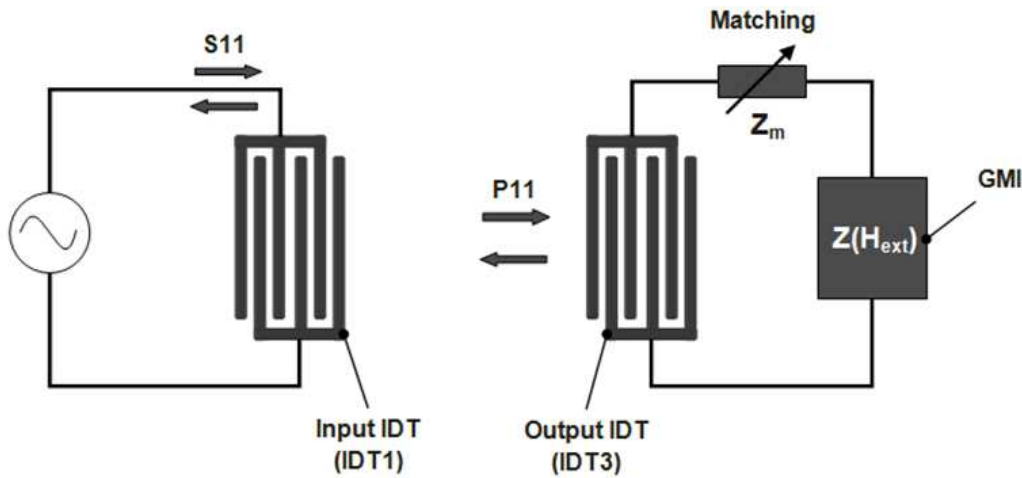 S11
Matching
Zm
P11
GMI
Z(Hext)
Input IDT
(IDT1)
Output IDT
(IDT3)